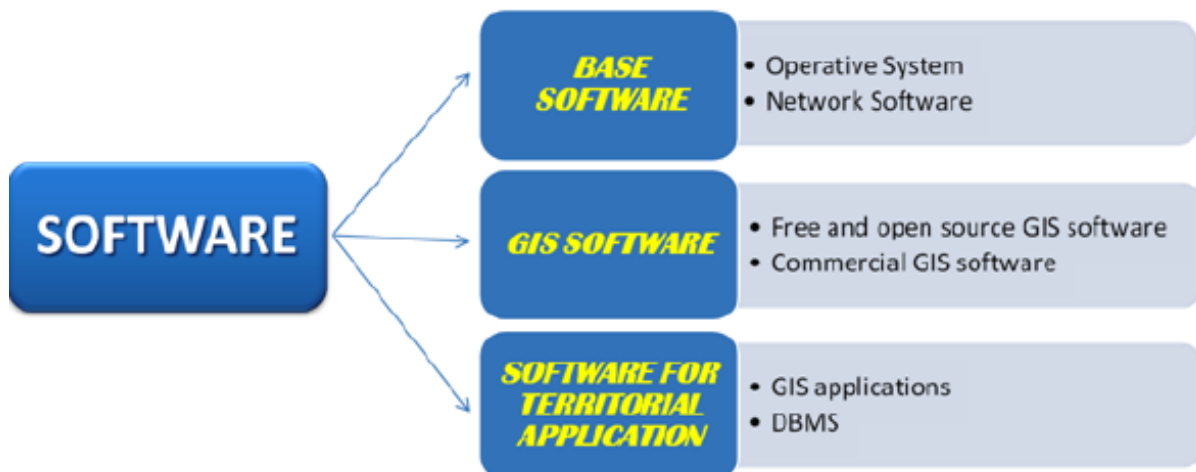 SOFTWARE
BASE
SOFTWARE
• Operative System
• Network Software
GIS SOFTWARE
• Free and open source GIS software
• Commercial GIS software
SOFTWARE FOR
TERRITORIAL
APPLICATION
• GIS applications
• DBMS